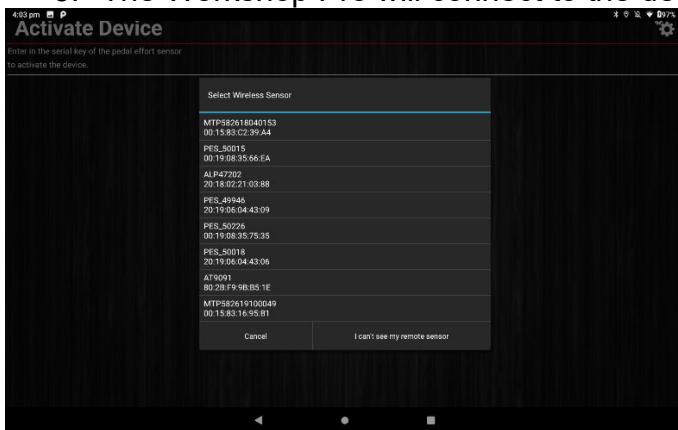 4:03 pm P
97%
Activate Device
Enter in the serial key of the pedal effort sensor
to activate the device.
Select Wireless Sensor
MTP582618040153
00:15:83:C2:39:A4
PES_50015
00:19:08:35:66:EA
ALP47202
20:18:02:21:03:88
PES_49946
20:19:06:04:43:09
PES_50226
00:19:08:35:75:35
PES_50018
20:19:06:04:43:06
AT9091
80:2B:F9:9B:B5:1E
MTP582619100049
00:15:83:16:95:81
Cancel
I can't see my remote sensor